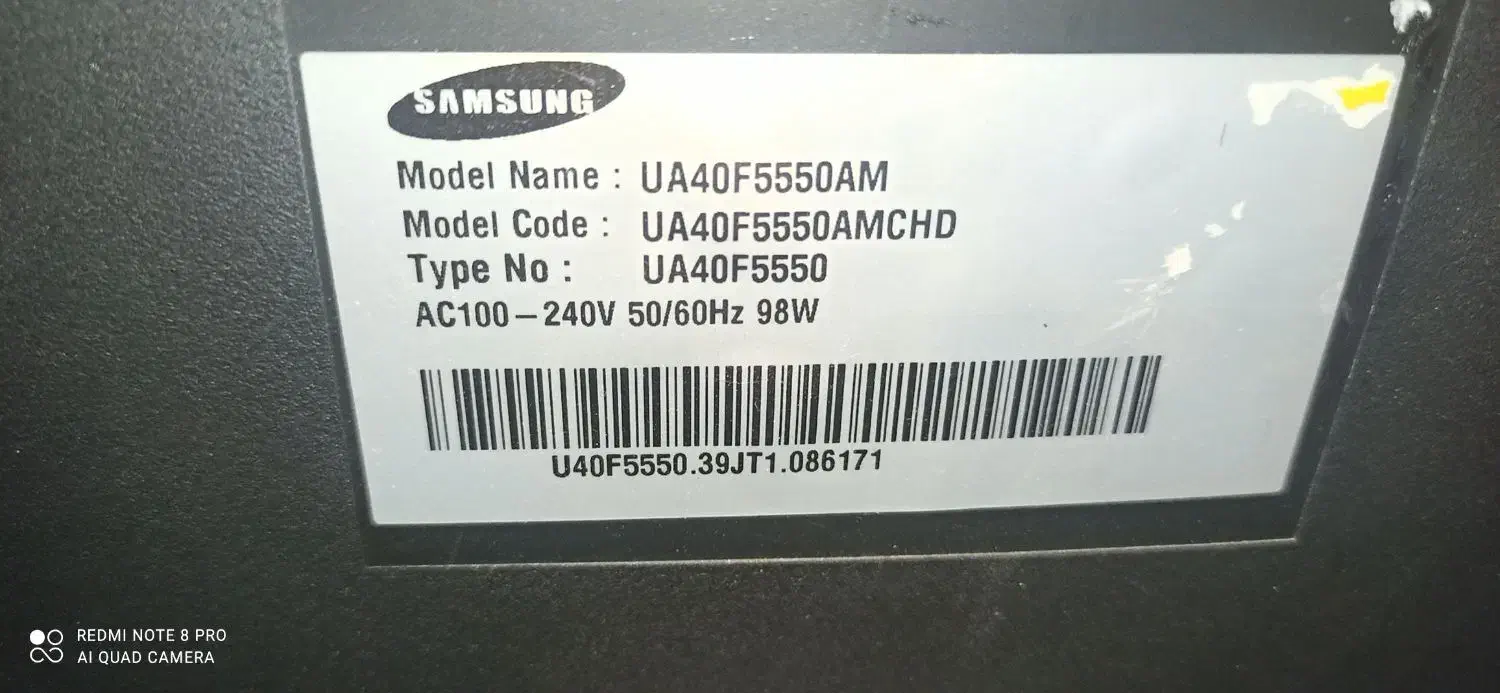 SAMSUNG
Model Name : UA40F5550AM
Model Code : UA40F5550AMCHD
Type No : UA40F5550
AC100－240V 50/60Hz 98W
U40F5550.39JT1.086171
REDMI NOTE 8 PRO
AI QUAD CAMERA